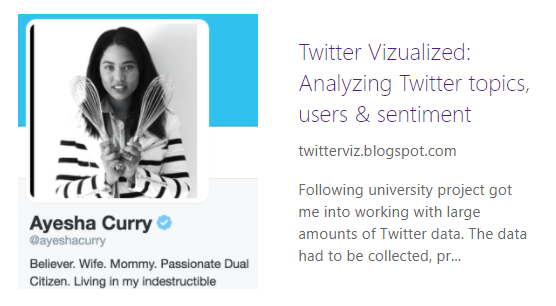 Ayesha Curry
@ayeshacurry
Believer. Wife. Mommy. Passionate Dual
Citizen. Living in my indestructible
Twitter Vizualized:
Analyzing Twitter topics,
users & sentiment
twitterviz.blogspot.com
Following university project got
me into working with large
amounts of Twitter data. The data
had to be collected, pr...